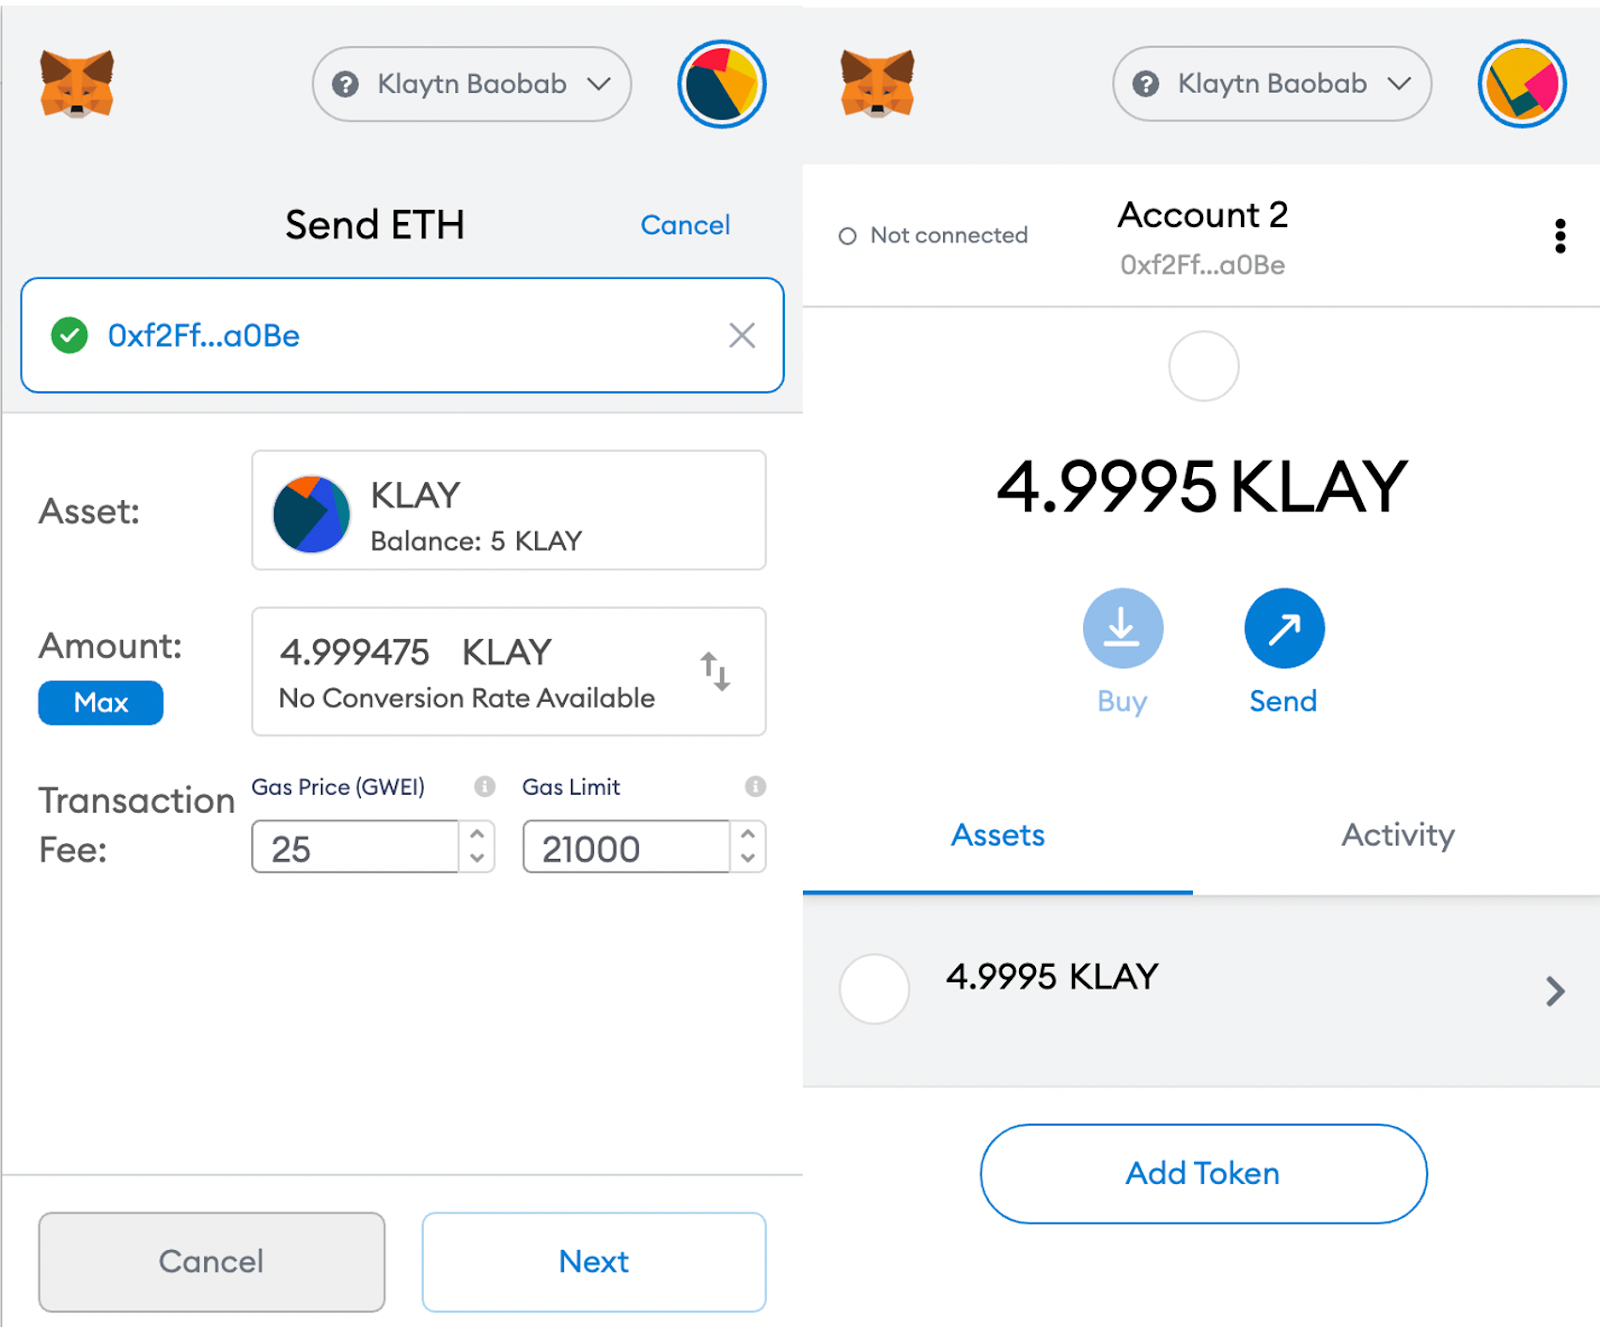 Klaytn Baobab
Send ETH
Cancel
0xf2Ff...a0Be
Asset:
KLAY
Balance: 5 KLAY
Amount:
Max
4.999475 KLAY
No Conversion Rate Available
Transaction
Fee:
Gas Price (GWEI)
Gas Limit
25
21000
Cancel
Next
Klaytn Baobab
Not connected
Account 2
0xf2Ff...a0Be
4.9995 KLAY
Buy
Send
Assets
Activity
4.9995 KLAY
Add Token